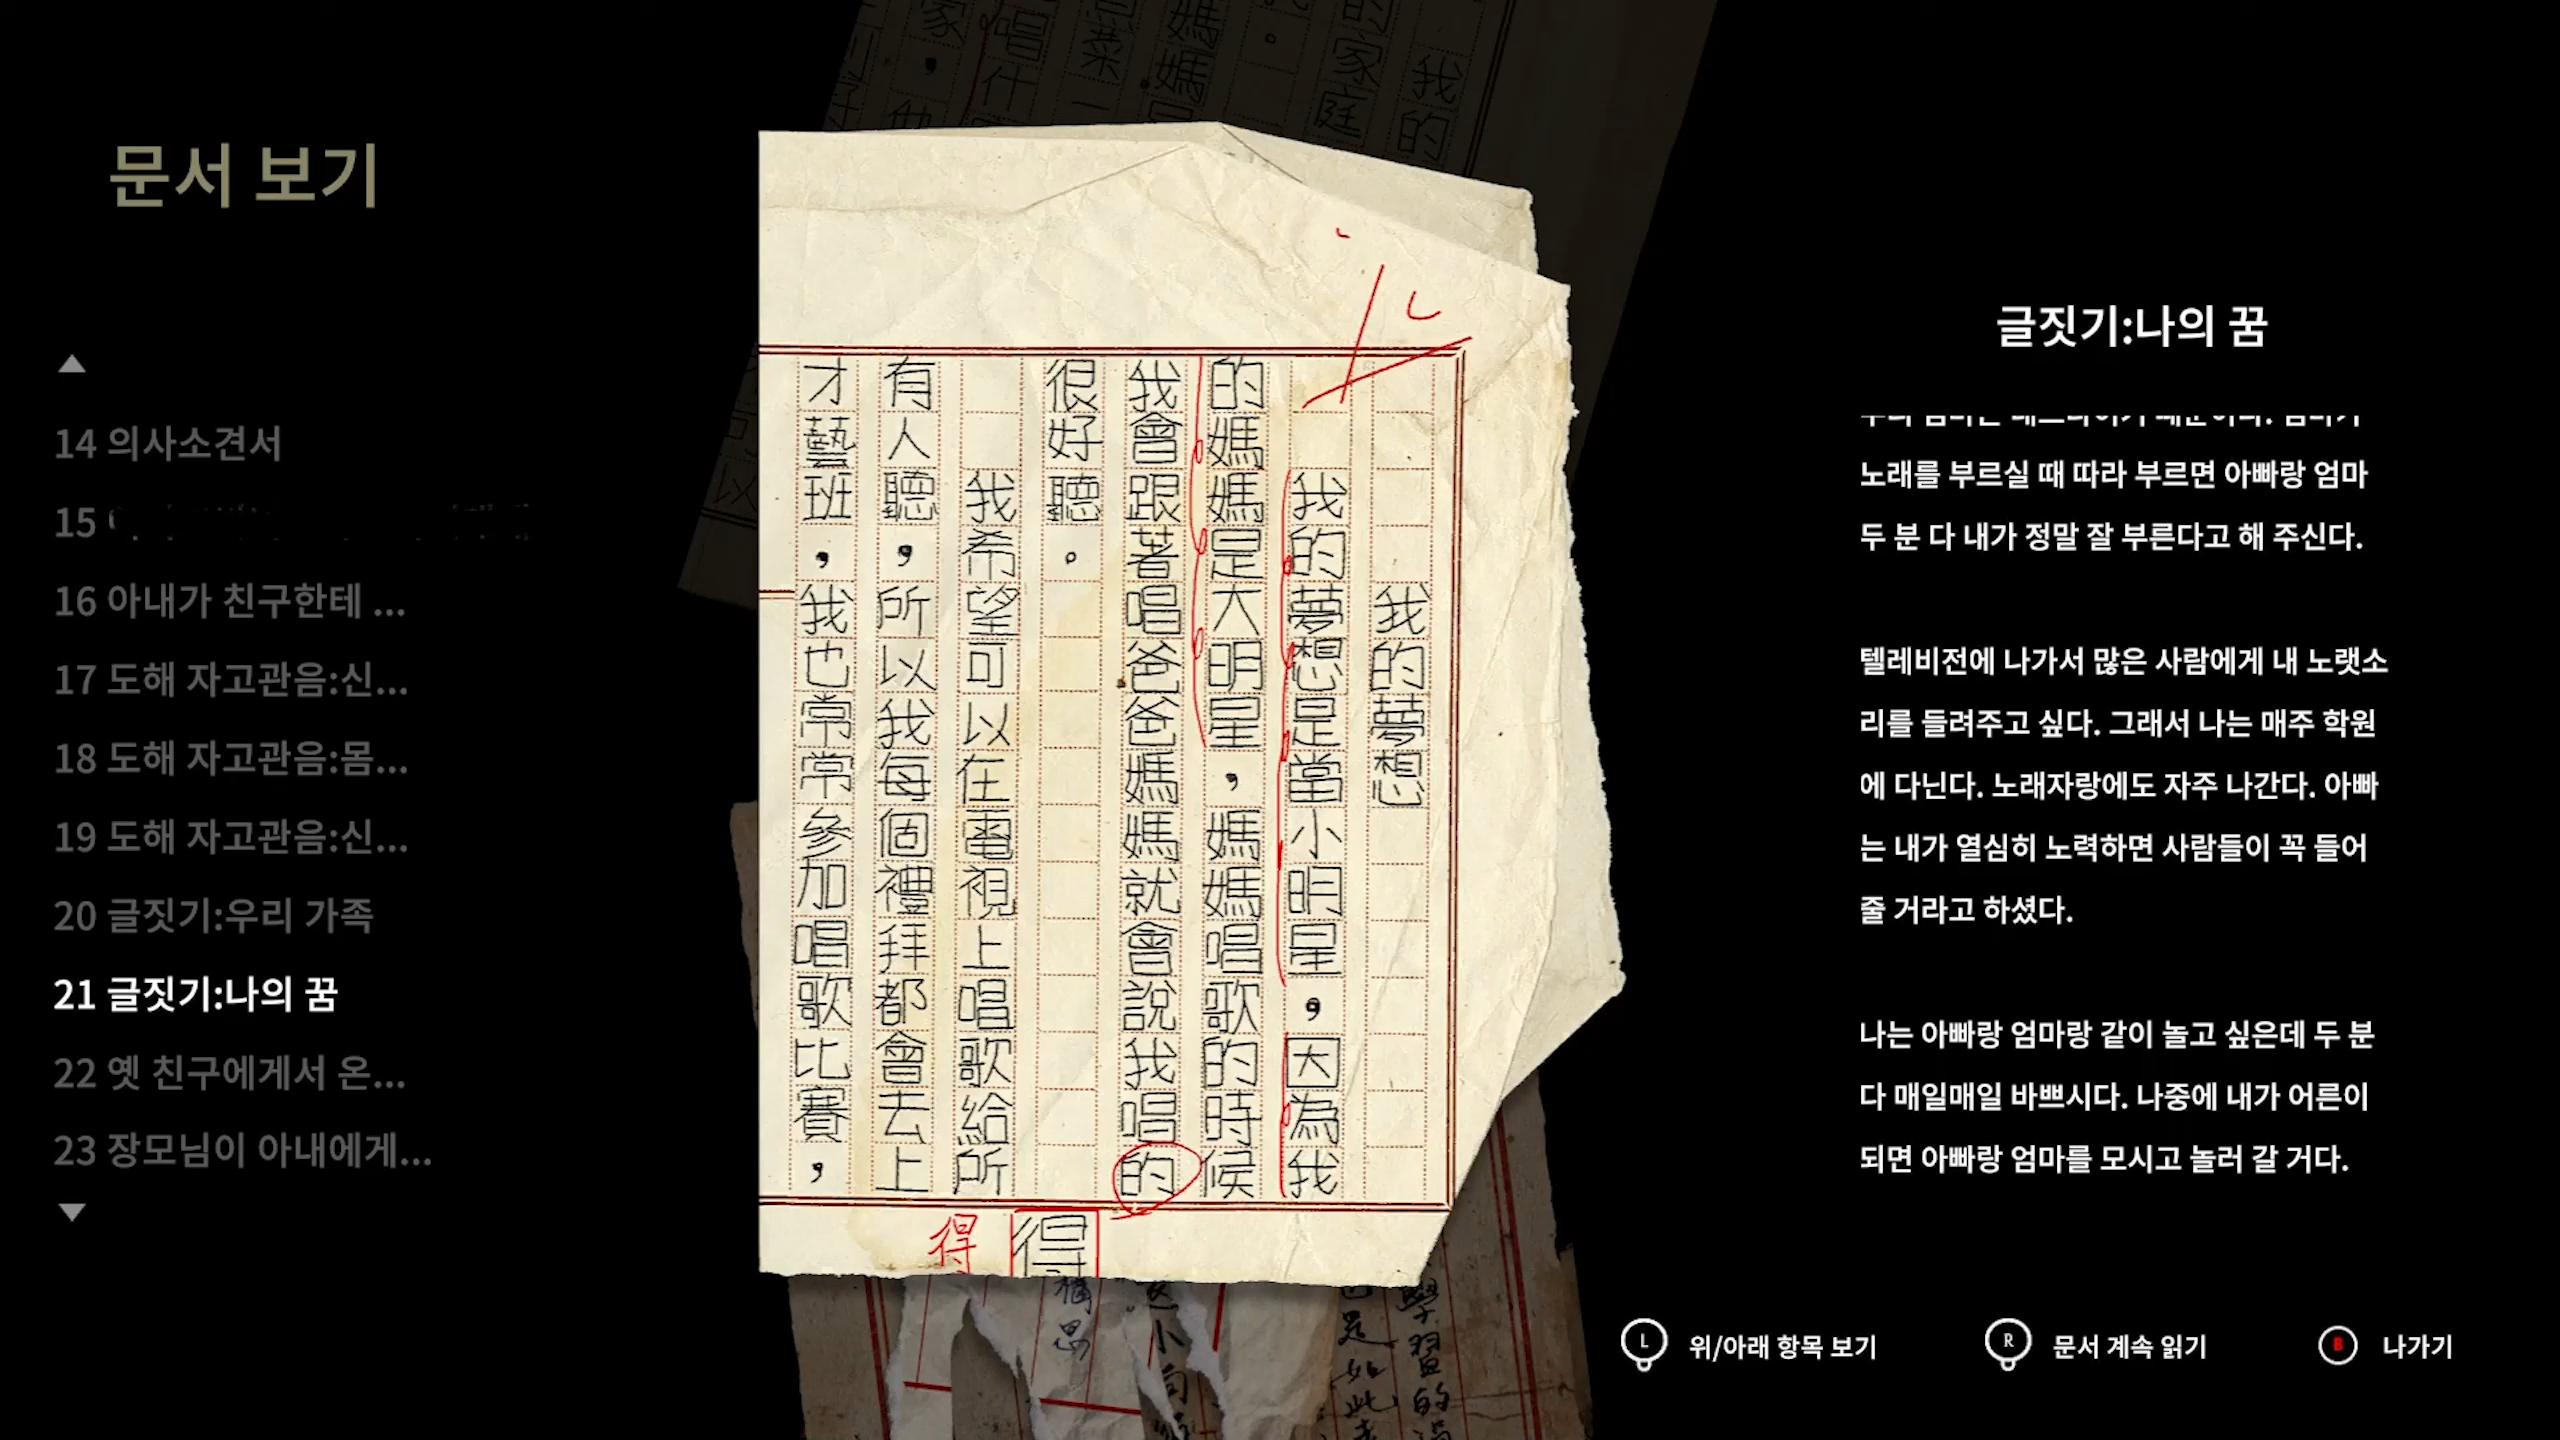 문서 보기
14 의사소견서
15
16 아내가 친구한테 ...
17 도해 자고관음:신...
18 도해 자고관음:몸...
19 도해 자고관음:신...
20 글짓기:우리 가족
21 글짓기:나의 꿈
22 옛 친구에게서 온...
23 장모님이 아내에게...
我的夢想
我的夢想是當小明星，因為我
的媽媽是大明星，媽媽唱歌的時候
我會跟著唱爸爸媽媽就會說我唱的
很好聽。
我希望可以在電視上唱歌給所
有人聽，所以我每個禮拜都會去上
才藝班，我也常常參加唱歌比賽，
得
得
글짓기:나의 꿈
노래를 부르실 때 따라 부르면 아빠랑 엄마
두 분 다 내가 정말 잘 부른다고 해 주신다.
텔레비전에 나가서 많은 사람에게 내 노랫소
리를 들려주고 싶다. 그래서 나는 매주 학원
에 다닌다. 노래자랑에도 자주 나간다. 아빠
는 내가 열심히 노력하면 사람들이 꼭 들어
줄 거라고 하셨다.
나는 아빠랑 엄마랑 같이 놀고 싶은데 두 분
다 매일매일 바쁘시다. 나중에 내가 어른이
되면 아빠랑 엄마를 모시고 놀러 갈 거다.
L 위/아래 항목 보기
R 문서 계속 읽기
B 나가기